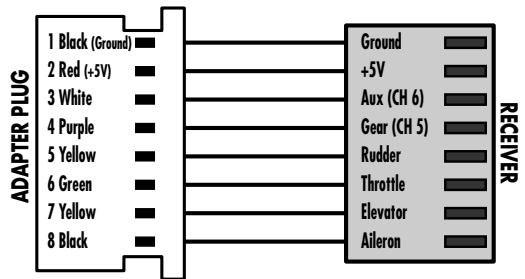 ADAPTER PLUG
1 Black (Ground)
2 Red (+5V)
3 White
4 Purple
5 Yellow
6 Green
7 Yellow
8 Black
Ground
+5V
Aux (CH 6)
Gear (CH 5)
Rudder
Throttle
Elevator
Aileron
RECEIVER